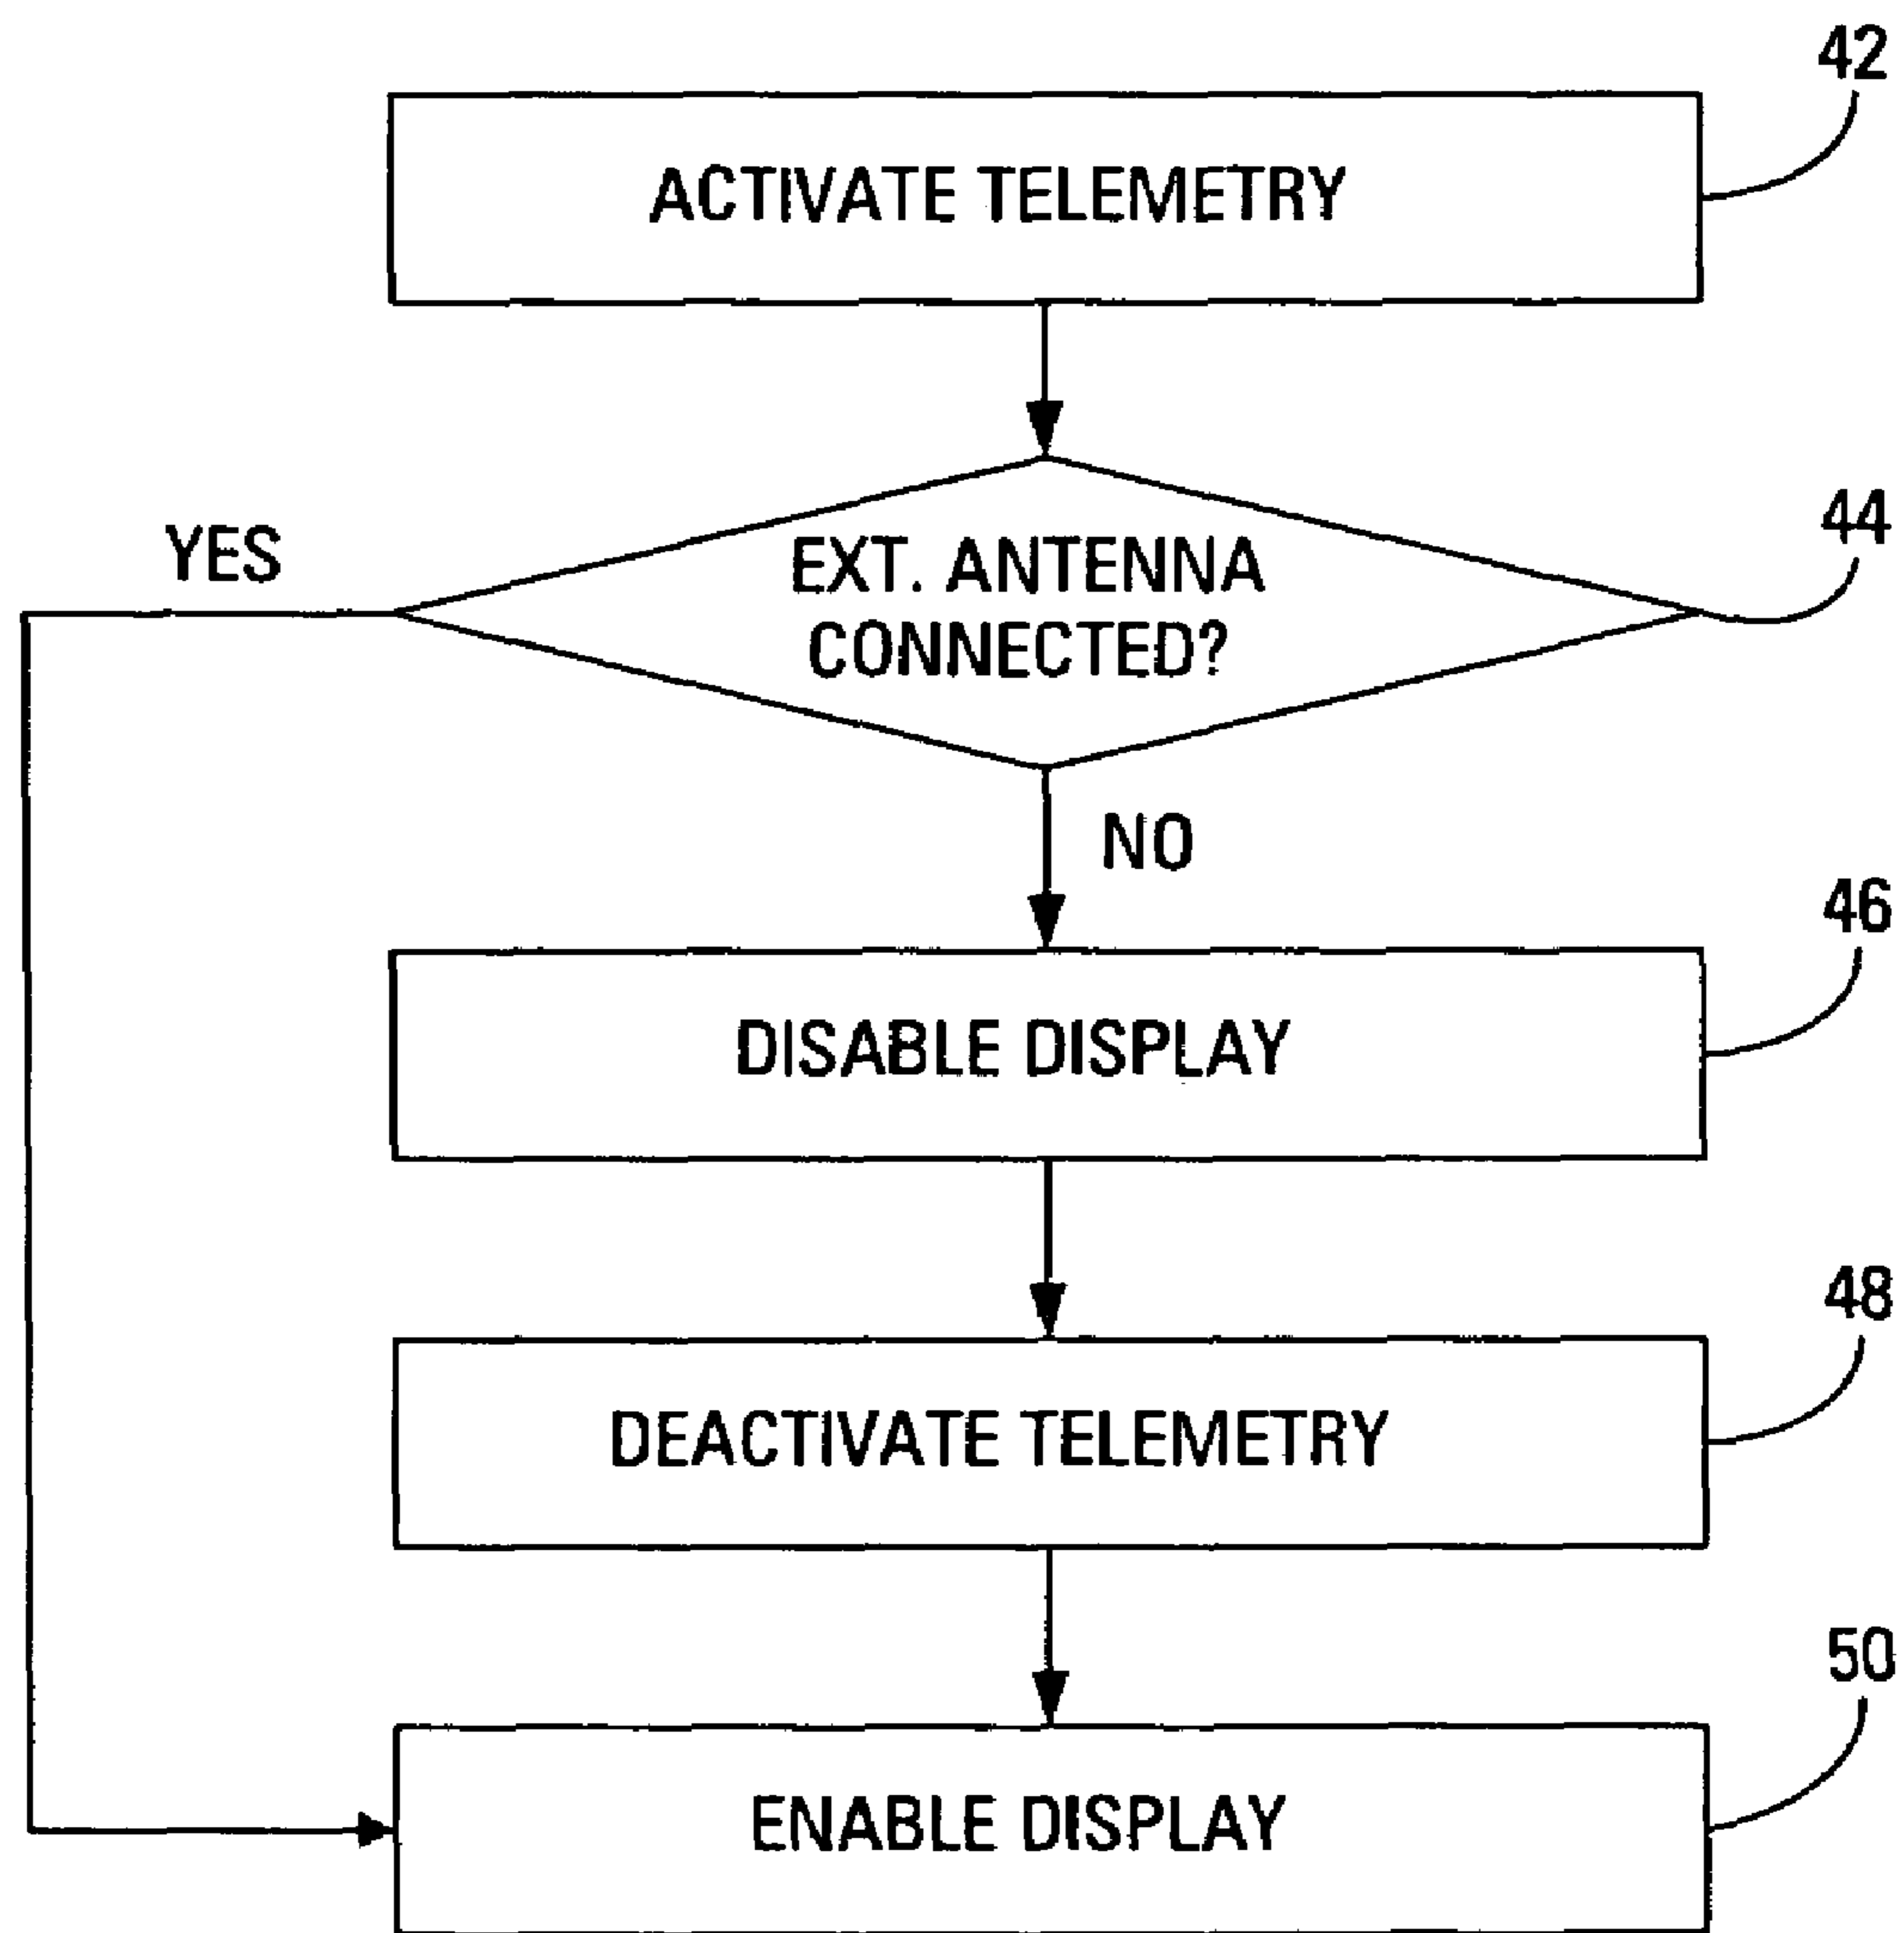 42
ACTIVATE TELEMETRY
44
YES
EXT. ANTENNA
CONNECTED?
NO
46
DISABLE DISPLAY
48
DEACTIVATE TELEMETRY
50
ENABLE DISPLAY